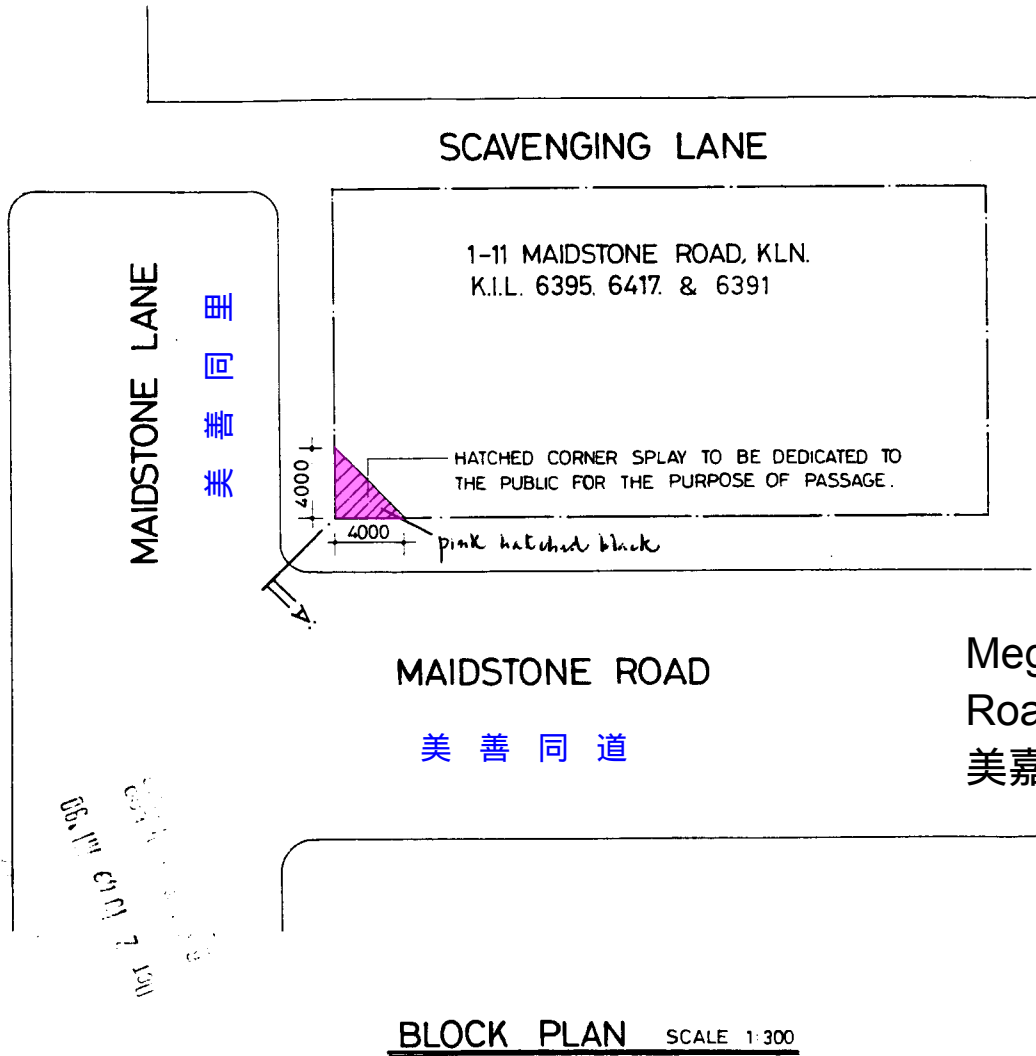 SCAVENGING LANE
1-11 MAIDSTONE ROAD, KLN.
K.I.L. 6395. 6417. & 6391
MAIDSTONE LANE
美善同里
HATCHED CORNER SPLAY TO BE DEDICATED TO
THE PUBLIC FOR THE PURPOSE OF PASSAGE.
4000
4000
pink hatched black
A
MAIDSTONE ROAD
美善同道
Meg
Roa
美嘉
BLOCK PLAN SCALE 1:300